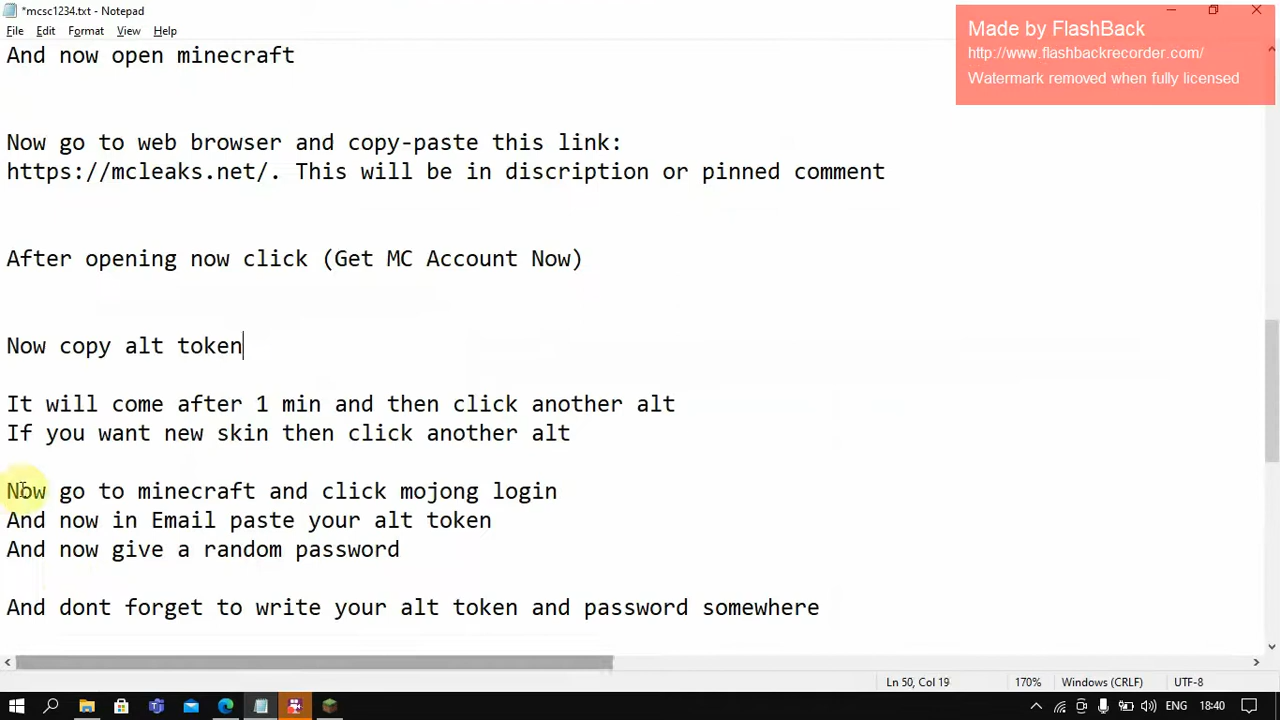 *mcsc1234.txt - Notepad
File Edit Format View Help
Made by FlashBack
http://www.flashbackrecorder.com/
Watermark removed when fully licensed
And now open minecraft
Now go to web browser and copy-paste this link:
https://mcleaks.net/. This will be in discription or pinned comment
After opening now click (Get MC Account Now)
Now copy alt token
It will come after 1 min and then click another alt
If you want new skin then click another alt
Now go to minecraft and click mojong login
And now in Email paste your alt token
And now give a random password
And dont forget to write your alt token and password somewhere
Ln 50, Col 19 170% Windows (CRLF) UTF-8
ENG 18:40